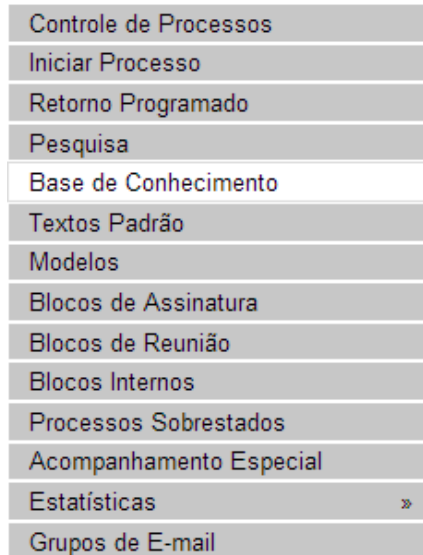 Controle de Processos
Iniciar Processo
Retorno Programado
Pesquisa
Base de Conhecimento
Textos Padrão
Modelos
Blocos de Assinatura
Blocos de Reunião
Blocos Internos
Processos Sobrestados
Acompanhamento Especial
Estatísticas »
Grupos de E-mail